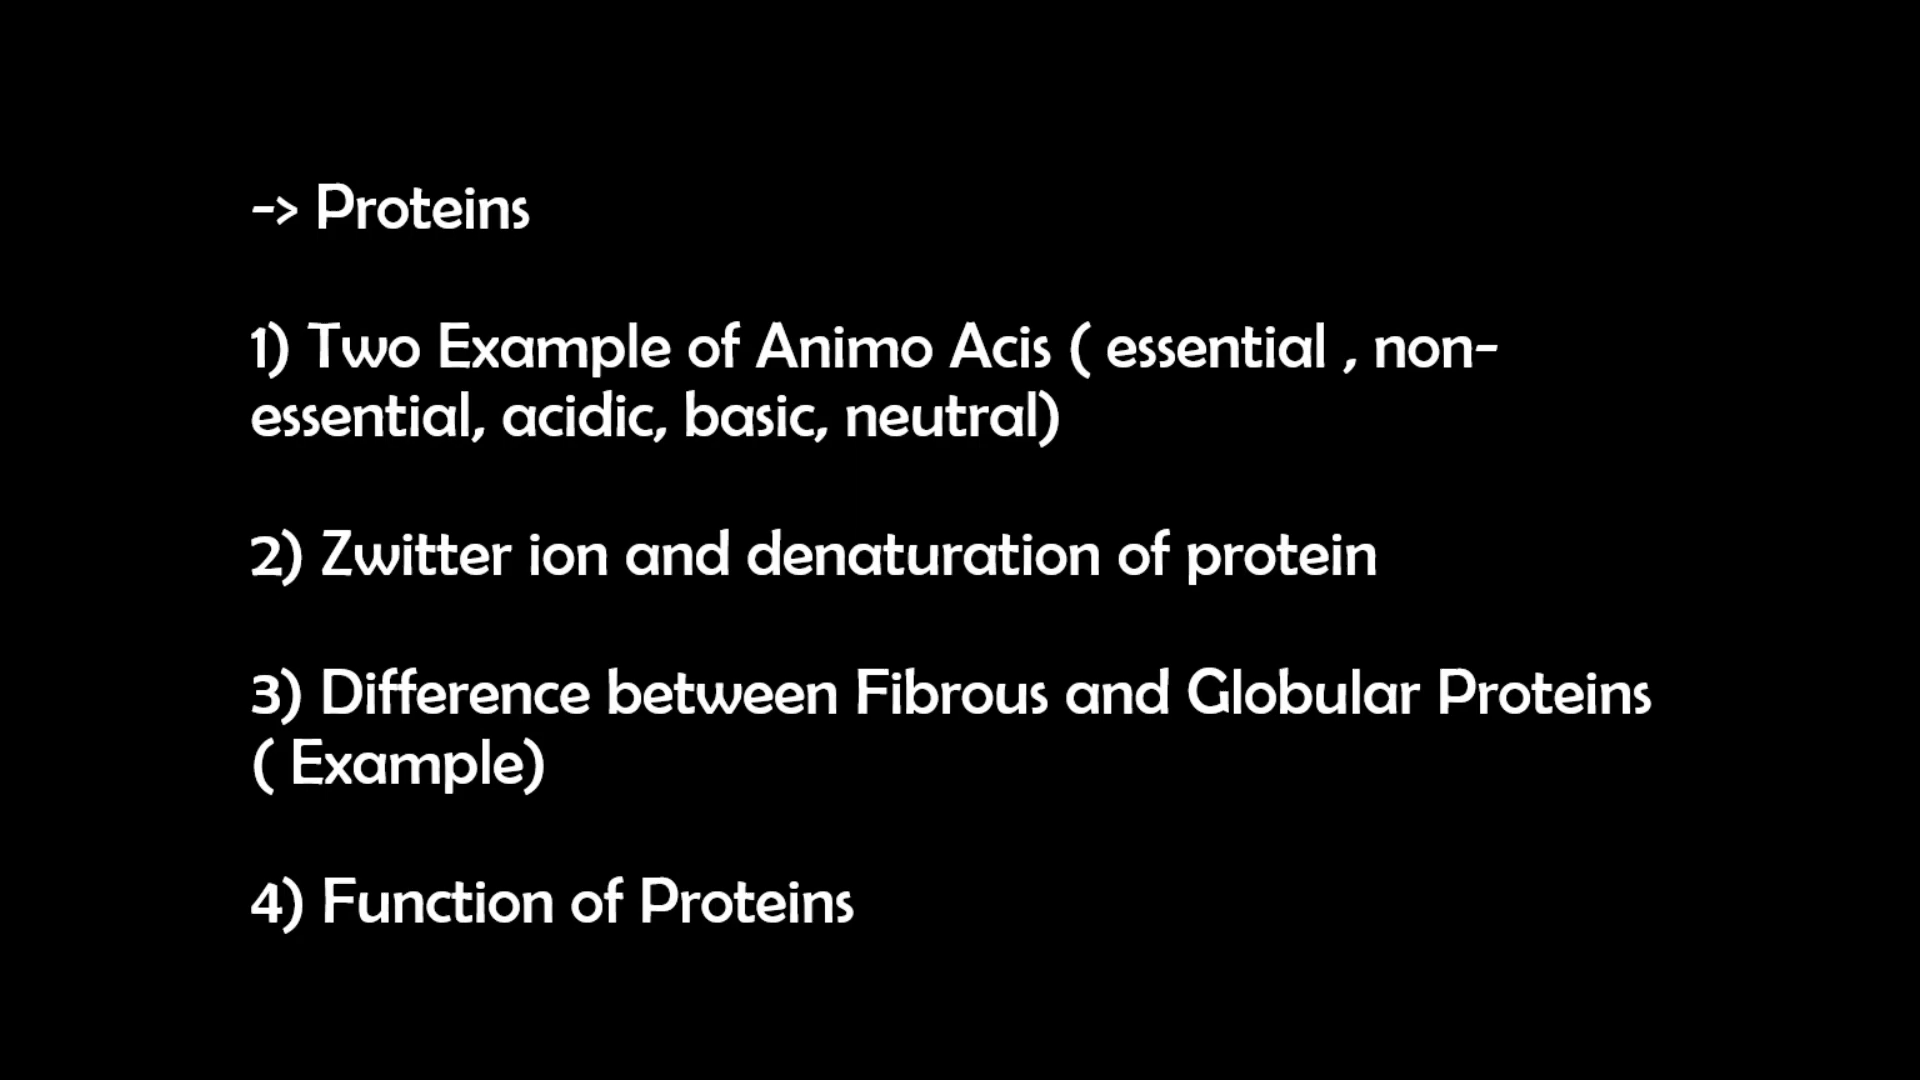 -> Proteins
1) Two Example of Animo Acis ( essential , non-
essential, acidic, basic, neutral)
2) Zwitter ion and denaturation of protein
3) Difference between Fibrous and Globular Proteins
( Example)
4) Function of Proteins